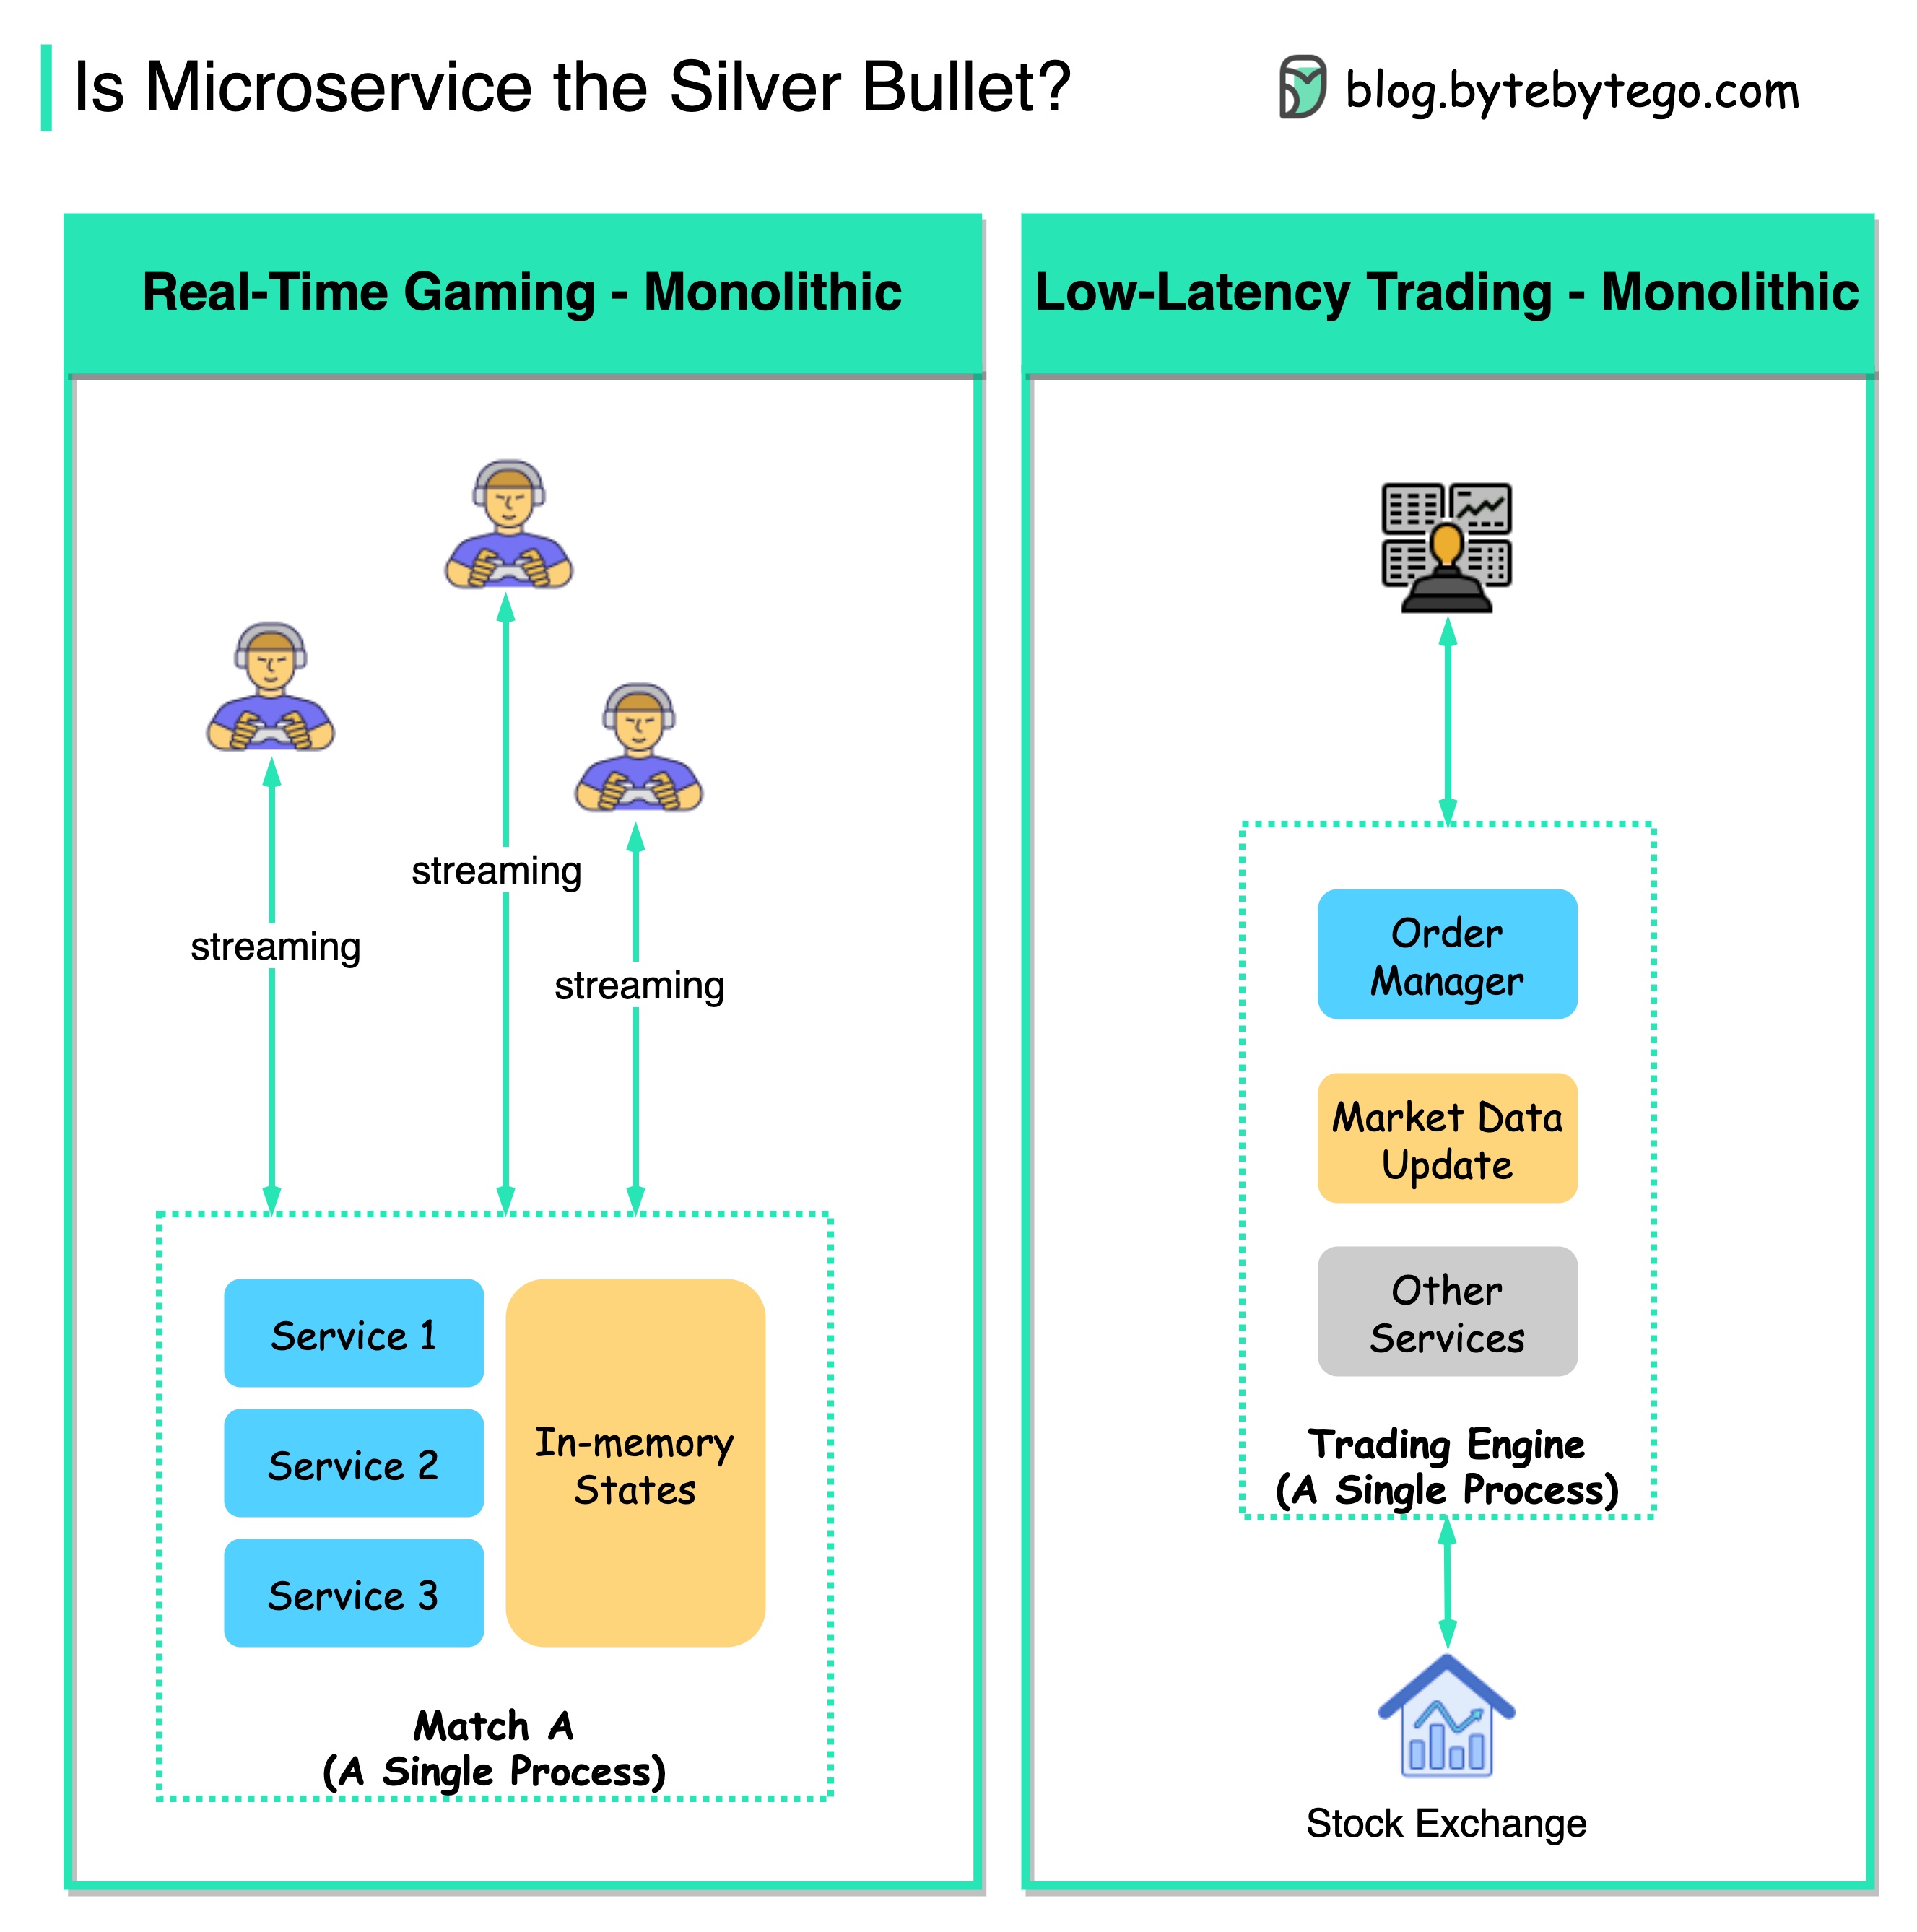 Is Microservice the Silver Bullet?
blog.bytebytego.com
Real-Time Gaming - Monolithic
streaming
streaming
streaming
Service 1
Service 2
Service 3
In-memory
States
Match A
(A Single Process)
Low-Latency Trading - Monolithic
Order
Manager
Market Data
Update
Other
Services
Trading Engine
(A Single Process)
Stock Exchange